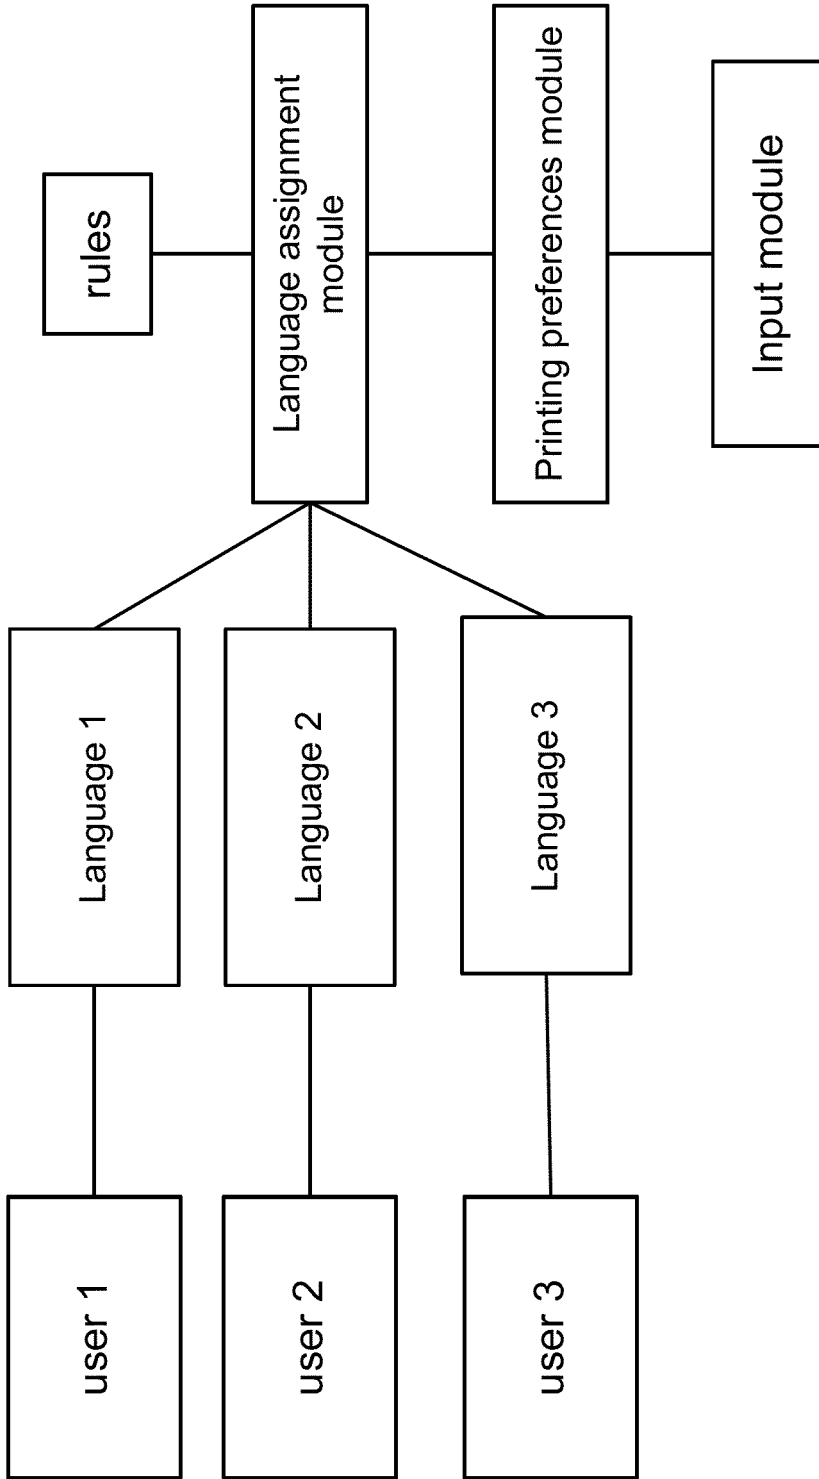 rules
Language assignment
module
Printing preferences module
Input module
Language 1
Language 2
Language 3
user 1
user 2
user 3